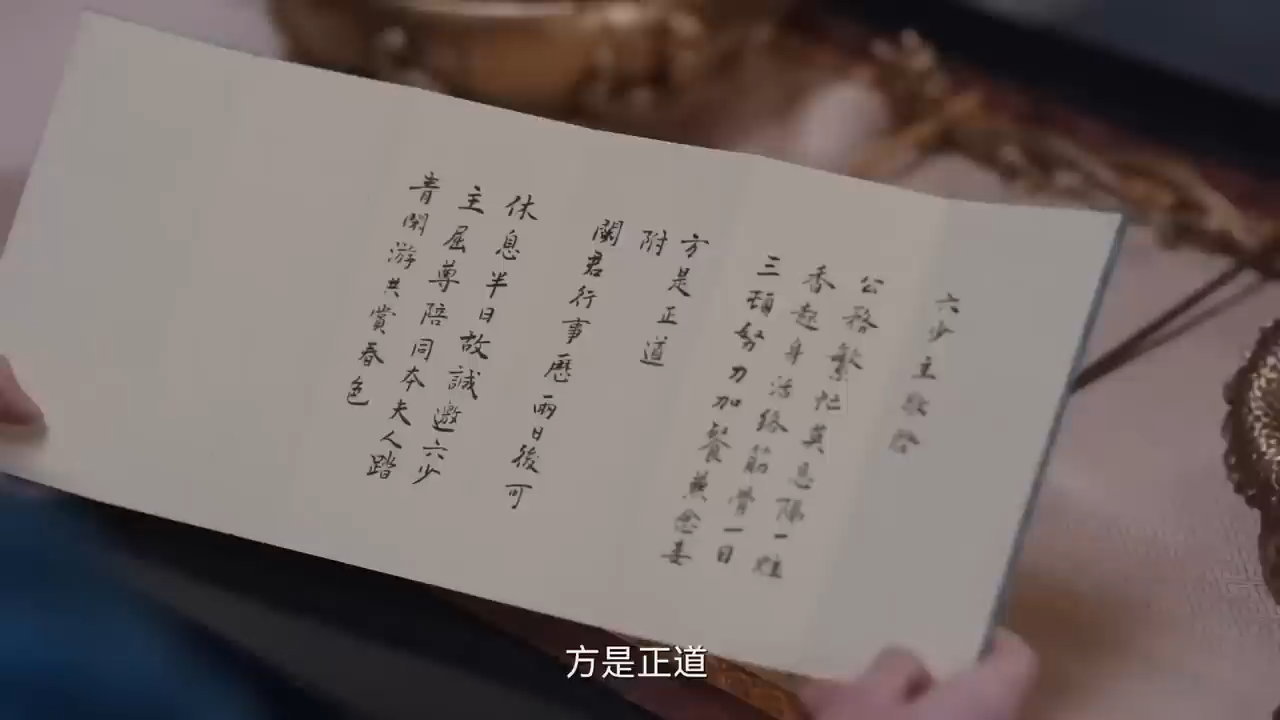 六少主敬啓
公務繁忙莫忘隔一炷
香起身活絡筋骨一日
三頓努力加餐兼念妻
方是正道
附
閱君行事歷兩日後可
休息半日故誠邀六少
主屈尊陪同本夫人踏
青閑游共賞春色
方是正道